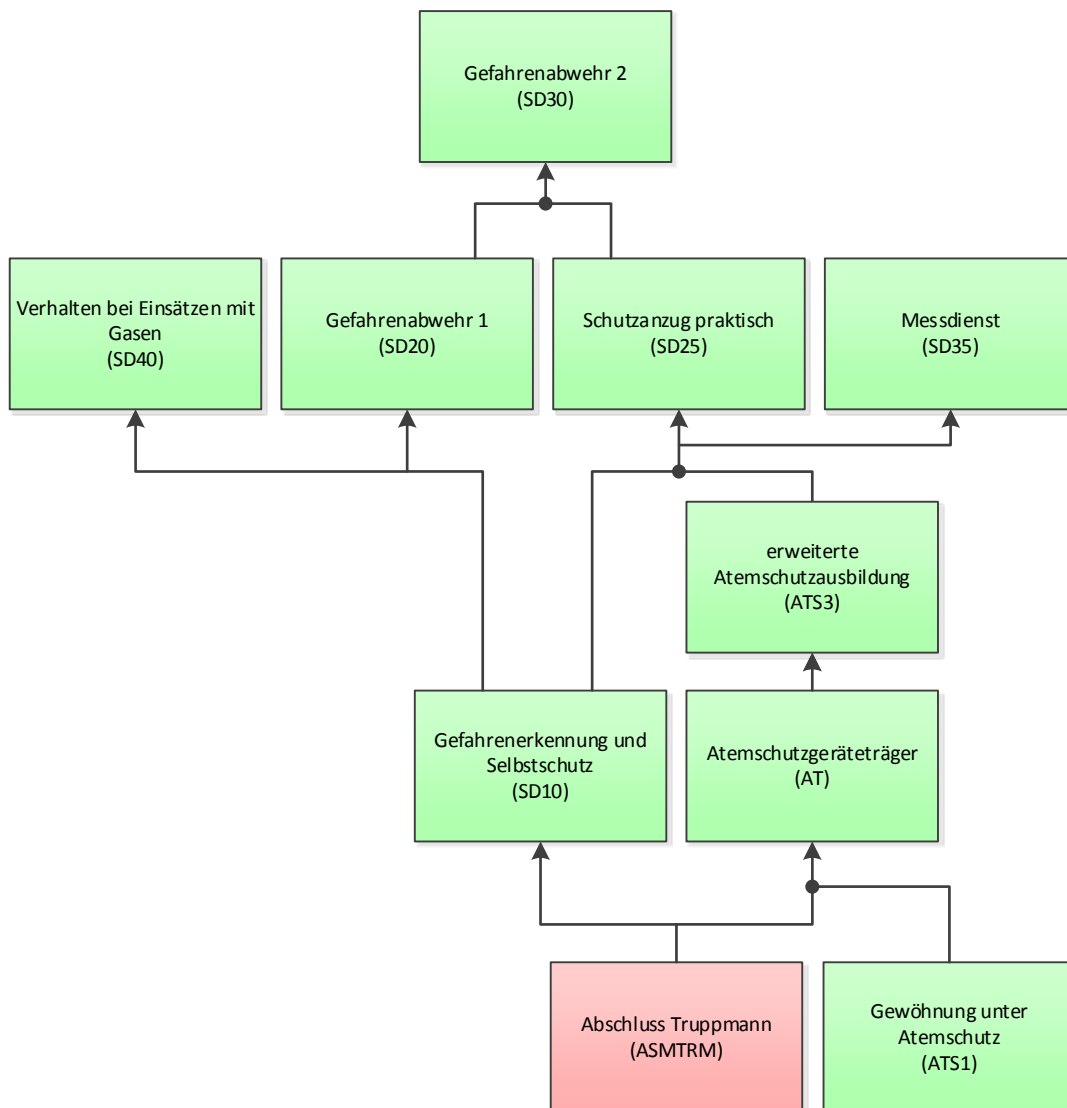 Gefahrenabwehr 2
(SD30)
Verhalten bei Einsätzen mit
Gasen
(SD40)
Gefahrenabwehr 1
(SD20)
Schutzanzug praktisch
(SD25)
Messdienst
(SD35)
erweiterte
Atemschutzausbildung
(ATS3)
Gefahrenerkennung und
Selbstschutz
(SD10)
Atemschutzgeräteträger
(AT)
Abschluss Truppmann
(ASMTRM)
Gewöhnung unter
Atemschutz
(ATS1)